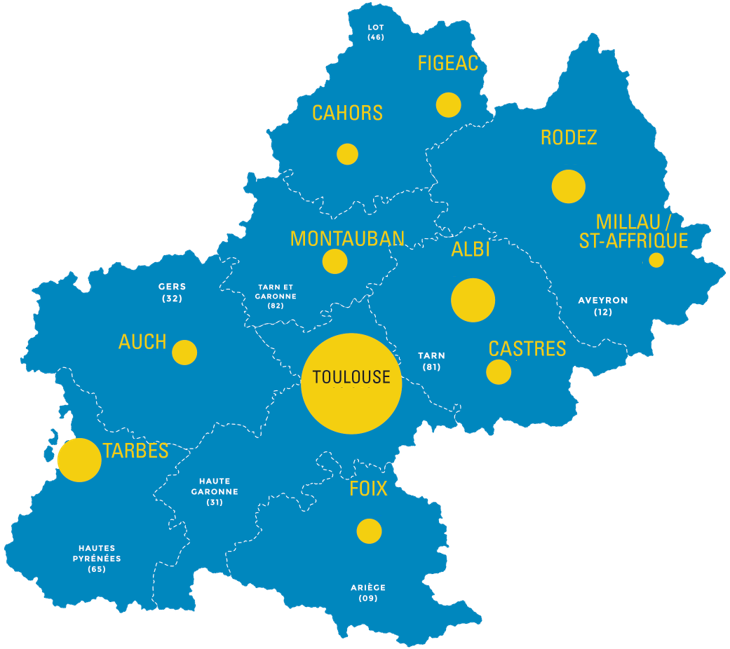 LOT
(46)
FIGEAC
CAHORS
RODEZ
MILLAU /
ST-AFFRIQUE
MONTAUBAN
ALBI
GERS
(32)
TARN ET
GARONNE
(82)
AVEYRON
(12)
AUCH
TARN
(81)
CASTRES
TOULOUSE
TARBES
HAUTE
GARONNE
(31)
FOIX
HAUTES
PYRÉNÉES
(65)
ARIÈGE
(09)